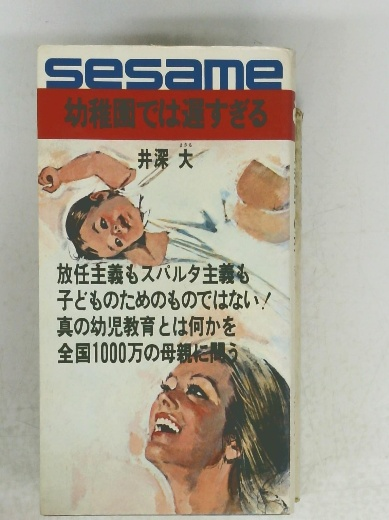 sesame
幼稚園では遅すぎる
まさる
井深 大
放任主義もスパルタ主義も
子どものためのものではない!
真の幼児教育とは何かを
全国1000万の母親に問う